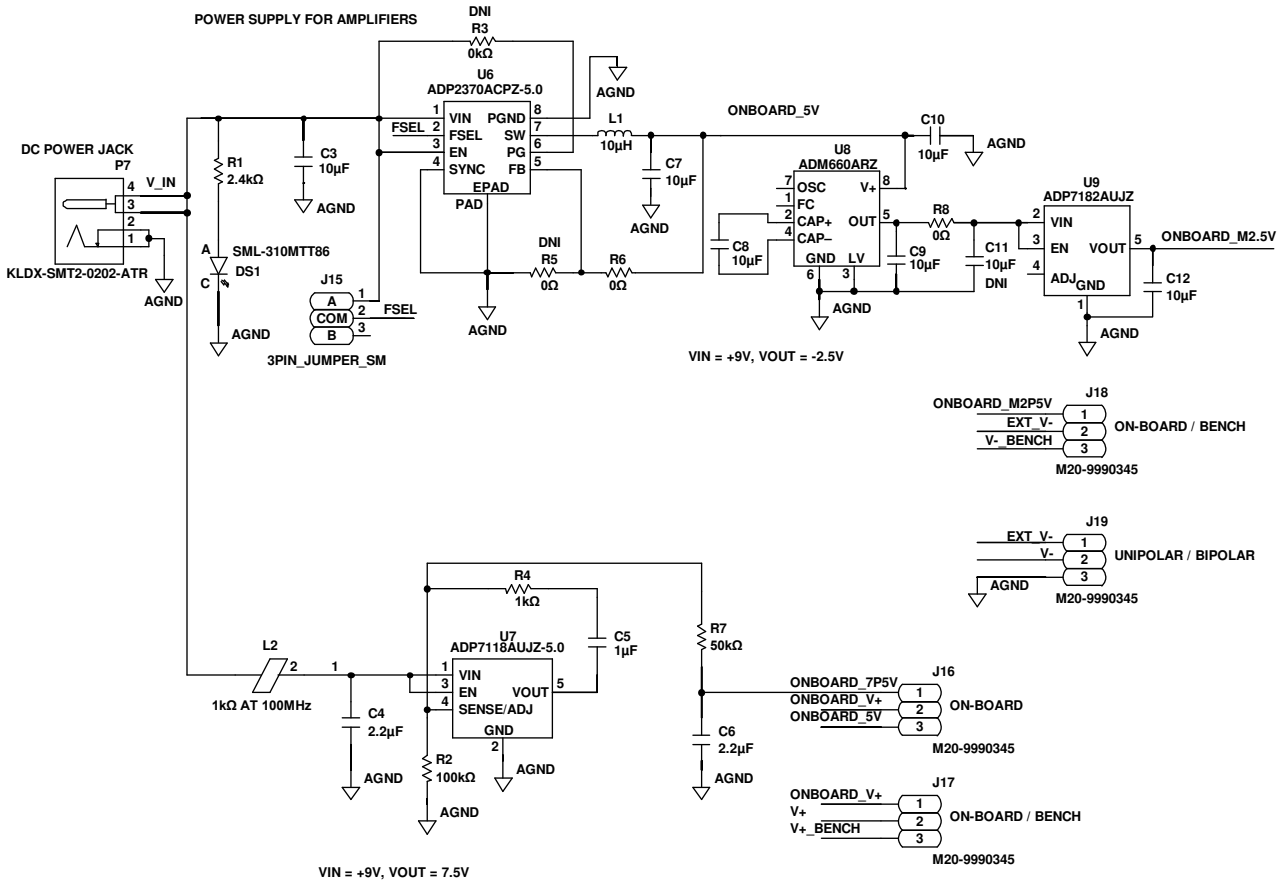 POWER SUPPLY FOR AMPLIFIERS
DNI
R3
0kΩ
U6
ADP2370ACPZ-5.0
1 VIN PGND 8
FSEL 2 FSEL SW 7
3 EN PG 6
4 SYNC FB 5
EPAD
PAD
AGND
L1
10µH
ONBOARD_5V
C10
10µF
AGND
DC POWER JACK
P7
4 V_IN
3
2
1
KLDX-SMT2-0202-ATR
AGND
R1
2.4kΩ
C3
10µF
AGND
A
SML-310MTT86
DS1
C
AGND
J15
A 1
COM 2 FSEL
B 3
3PIN_JUMPER_SM
DNI
R5
0Ω
R6
0Ω
AGND
C7
10µF
AGND
C8
10µF
U8
ADM660ARZ
7 OSC V+ 8
1 FC
2 CAP+ OUT 5
4 CAP–
GND LV
6 3
AGND
R8
0Ω
C9
10µF
C11
10µF
DNI
U9
ADP7182AUJZ
2 VIN
3 EN VOUT 5
4 ADJ GND
1
ONBOARD_M2.5V
C12
10µF
AGND
VIN = +9V, VOUT = -2.5V
J18
ONBOARD_M2P5V 1
EXT_V- 2 ON-BOARD / BENCH
V-_BENCH 3
M20-9990345
J19
EXT_V- 1
V- 2 UNIPOLAR / BIPOLAR
AGND 3
M20-9990345
L2
2 1
1kΩ AT 100MHz
C4
2.2µF
AGND
R4
1kΩ
C5
1µF
U7
ADP7118AUJZ-5.0
1 VIN
3 EN VOUT 5
4 SENSE/ADJ
GND
2
AGND
R2
100kΩ
AGND
R7
50kΩ
C6
2.2µF
AGND
J16
ONBOARD_7P5V 1
ONBOARD_V+ 2 ON-BOARD
ONBOARD_5V 3
M20-9990345
J17
ONBOARD_V+ 1
V+ 2 ON-BOARD / BENCH
V+_BENCH 3
M20-9990345
VIN = +9V, VOUT = 7.5V